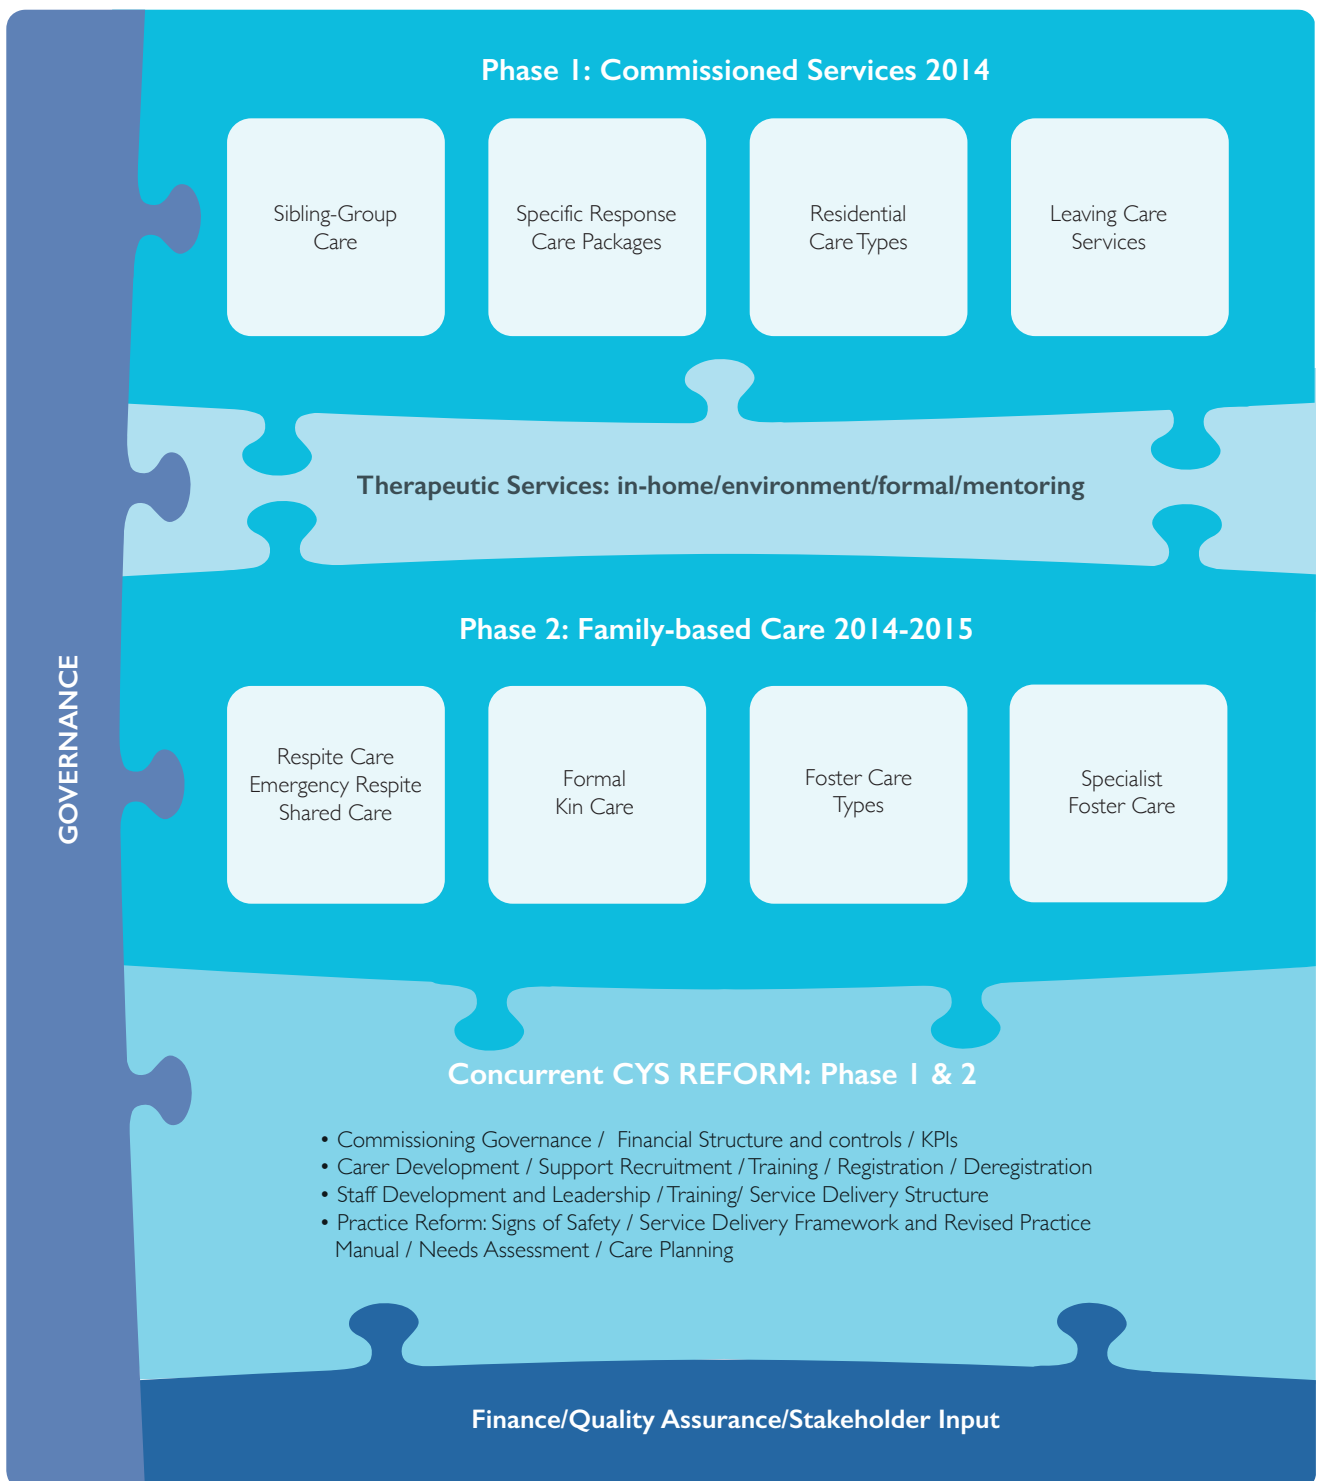 Phase 1: Commissioned Services 2014
Sibling-Group
Care
Specific Response
Care Packages
Residential
Care Types
Leaving Care
Services
Therapeutic Services: in-home/environment/formal/mentoring
GOVERNANCE
Phase 2: Family-based Care 2014-2015
Respite Care
Emergency Respite
Shared Care
Formal
Kin Care
Foster Care
Types
Specialist
Foster Care
Concurrent CYS REFORM: Phase 1 & 2
• Commissioning Governance / Financial Structure and controls / KPIs
• Carer Development / Support Recruitment / Training / Registration / Deregistration
• Staff Development and Leadership / Training/ Service Delivery Structure
• Practice Reform: Signs of Safety / Service Delivery Framework and Revised Practice
Manual / Needs Assessment / Care Planning
Finance/Quality Assurance/Stakeholder Input